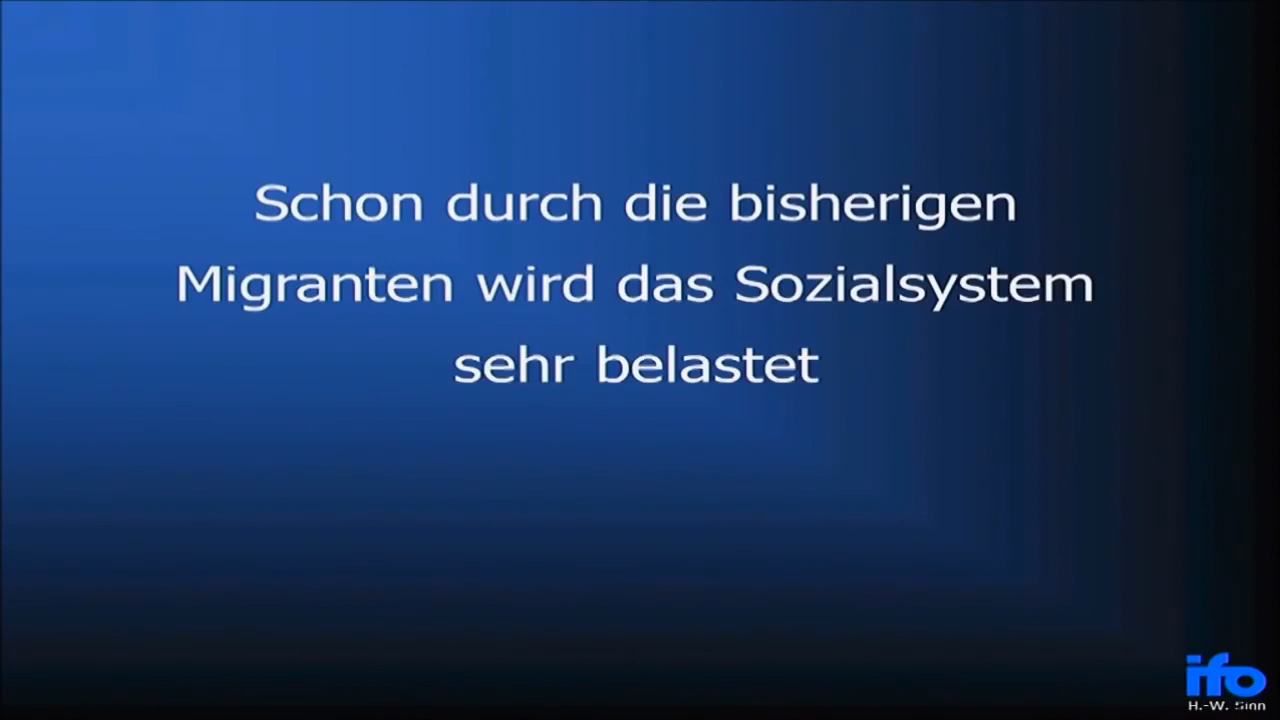 Schon durch die bisherigen
Migranten wird das Sozialsystem
sehr belastet
ifo
H.-W. Sinn